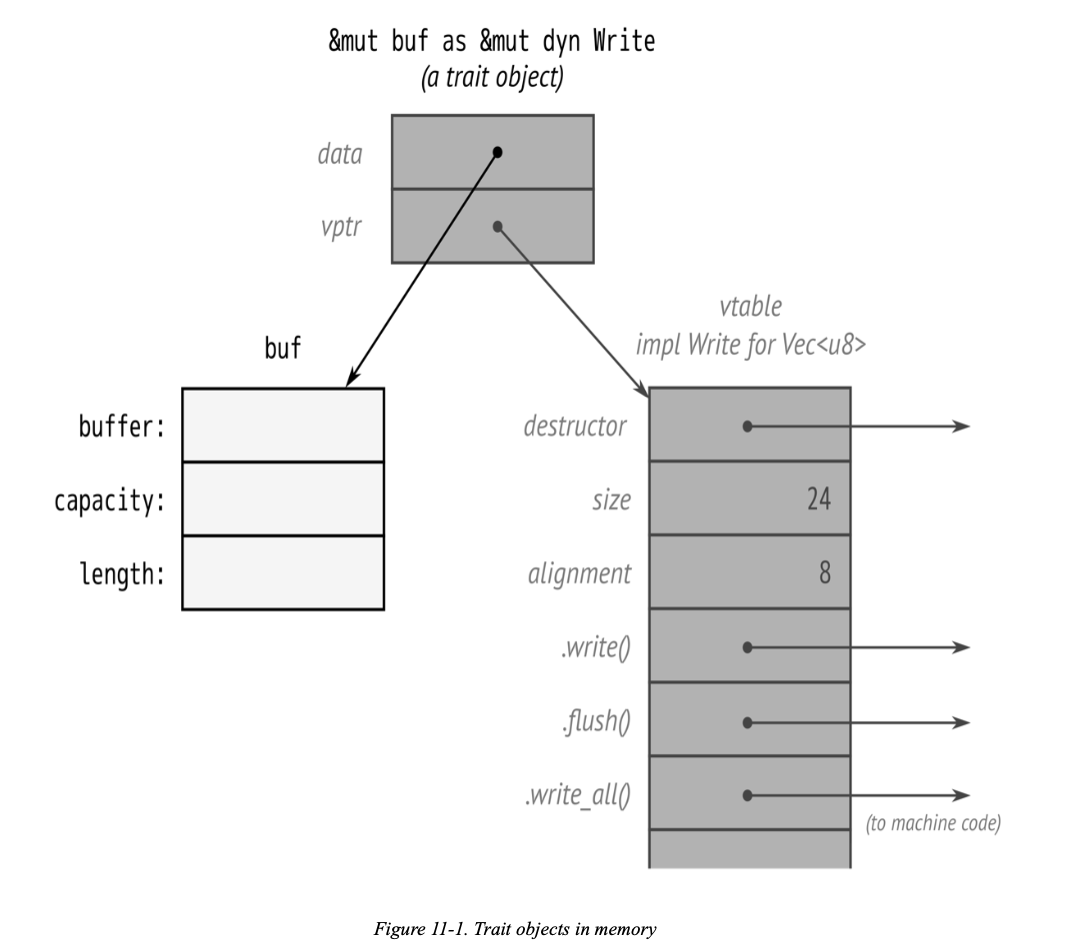 &mut buf as &mut dyn Write
(a trait object)
data
vptr
vtable
impl Write for Vec<u8>
buf
buffer:
capacity:
length:
destructor
size 24
alignment 8
.write()
.flush()
.write_all()
(to machine code)
Figure 11-1. Trait objects in memory